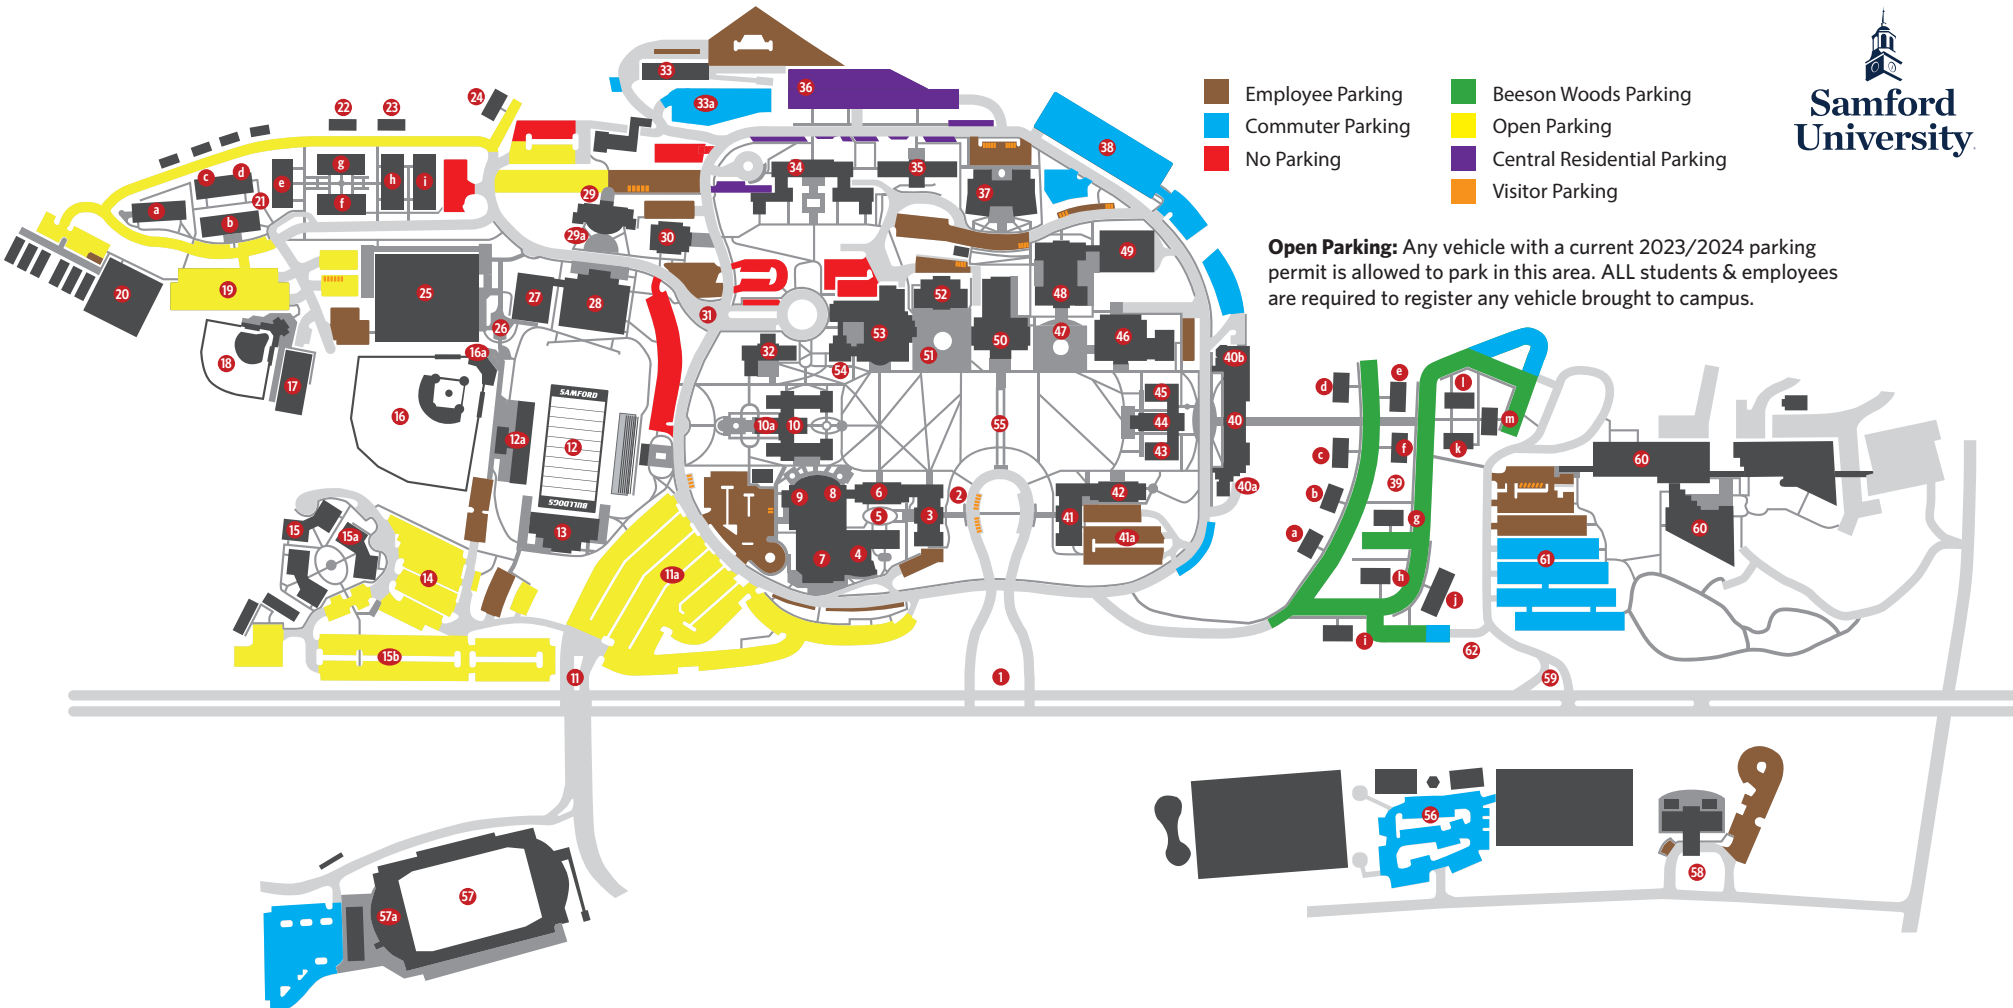 Samford
University
Employee Parking
Commuter Parking
No Parking
Beeson Woods Parking
Open Parking
Central Residential Parking
Visitor Parking
Open Parking: Any vehicle with a current 2023/2024 parking
permit is allowed to park in this area. ALL students & employees
are required to register any vehicle brought to campus.
33
36
33a
24
22
23
38
g
d
c
e
h
i
34
35
37
21
f
a
b
29
29a
30
49
20
19
25
27
28
52
48
31
26
53
47
46
50
51
32
16a
18
17
54
40b
d
e
l
45
16
SAMFORD
12a
12
10a
10
55
44
40
m
43
c
f
k
60
BULLDOGS
9
8
6
2
42
40a
39
b
5
3
41
g
60
15
15a
13
4
7
41a
a
61
14
11a
h
j
15b
i
62
11
1
59
56
58
57
57a